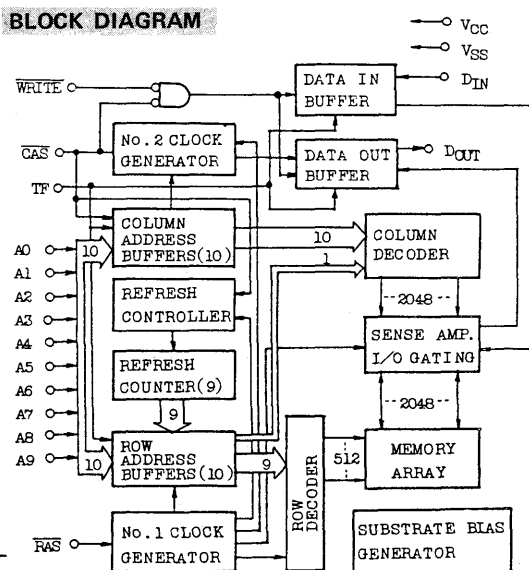 BLOCK DIAGRAM
VCC
VSS
DIN
WRITE
DATA IN
BUFFER
CAS
No.2 CLOCK
GENERATOR
DATA OUT
BUFFER
DOUT
TF
COLUMN
ADDRESS
BUFFERS(10)
10
10
1
COLUMN
DECODER
A0
A1
A2
A3
A4
A5
A6
A7
A8
A9
REFRESH
CONTROLLER
2048
SENSE AMP.
I/O GATING
REFRESH
COUNTER(9)
9
2048
ROW
ADDRESS
BUFFERS(10)
10
9
ROW
DECODER
512
MEMORY
ARRAY
RAS
No.1 CLOCK
GENERATOR
SUBSTRATE BIAS
GENERATOR